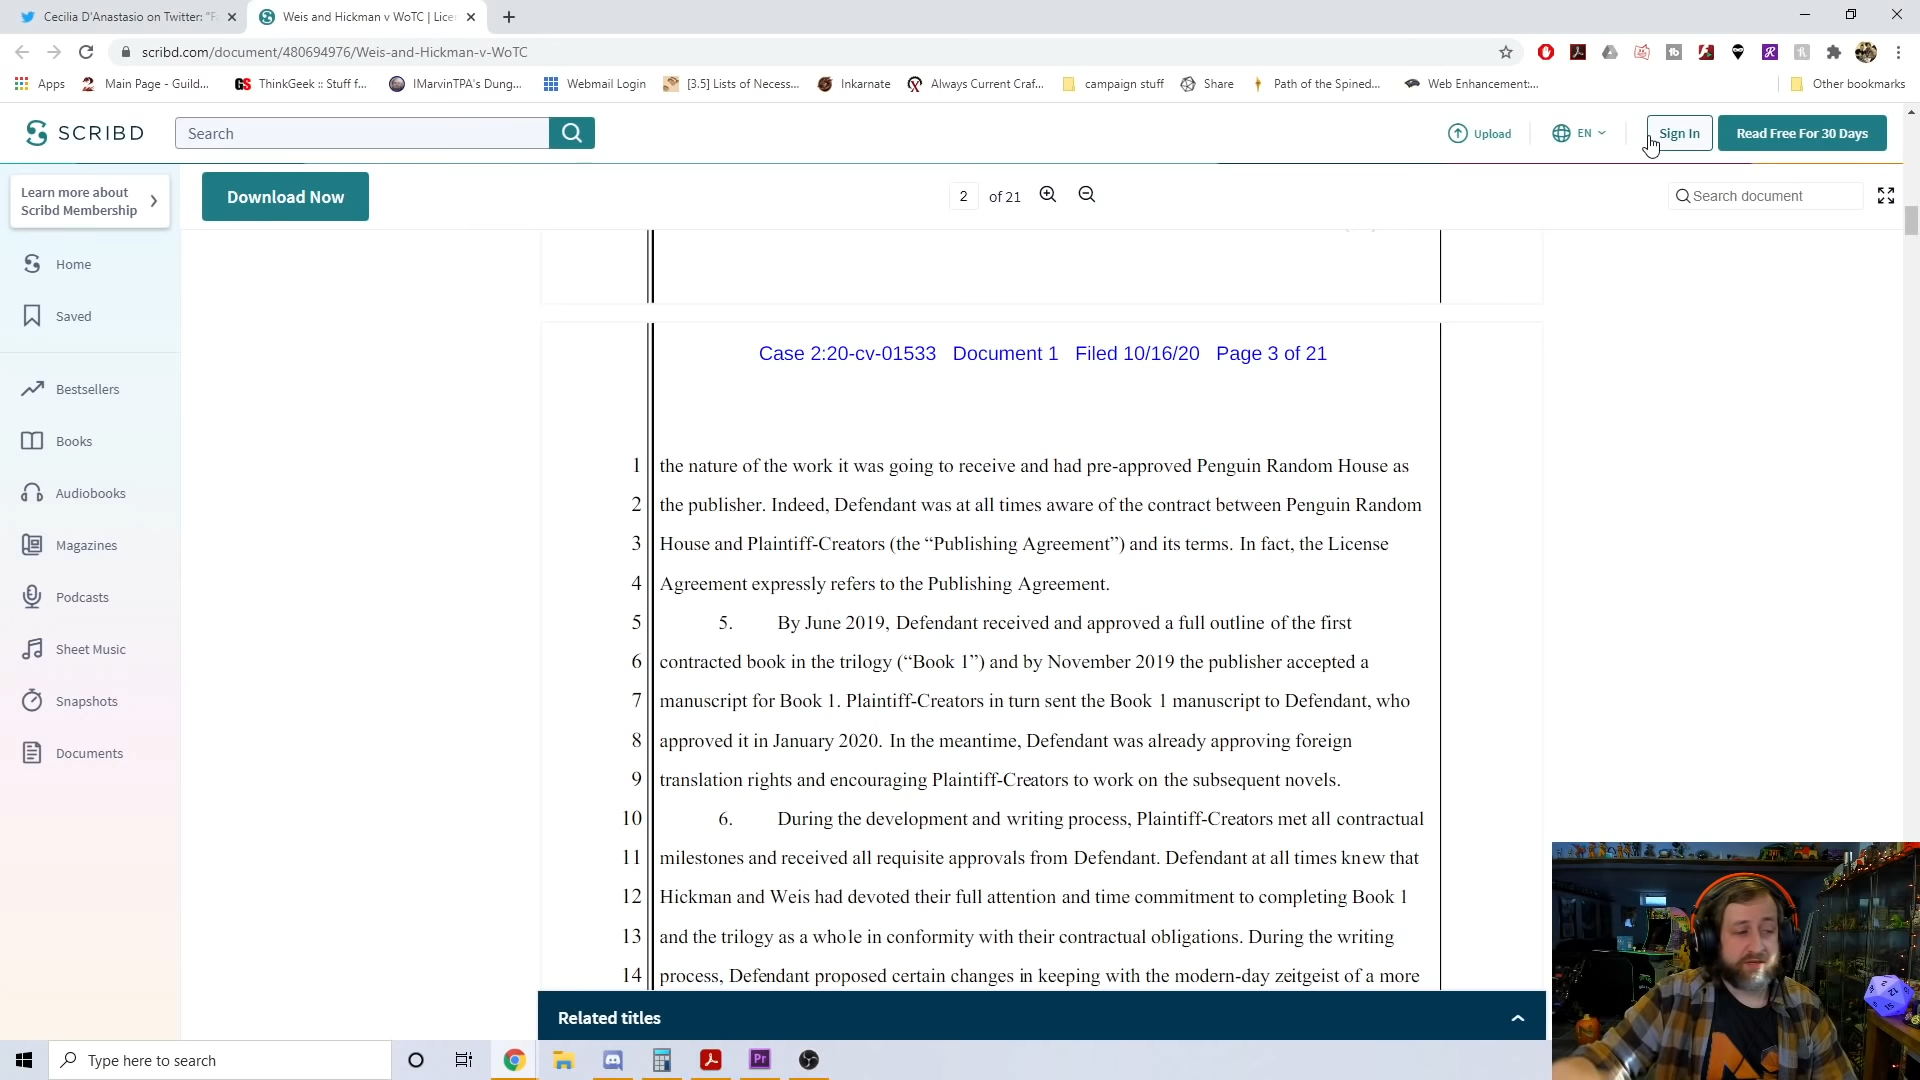 Cecilia D'Anastasio on Twitter: "F
Weis and Hickman v WoTC | Lice
scribd.com/document/480694976/Weis-and-Hickman-v-WoTC
Apps
Main Page - Guild...
ThinkGeek :: Stuff f...
IMarvinTPA's Dung...
Webmail Login
[3.5] Lists of Necess...
Inkarnate
Always Current Craf...
campaign stuff
Share
Path of the Spined...
Web Enhancement:...
Other bookmarks
SCRIBD
Search
Upload
EN
Sign In
Read Free For 30 Days
Learn more about
Scribd Membership
Download Now
2 of 21
Search document
Home
Saved
Bestsellers
Books
Audiobooks
Magazines
Podcasts
Sheet Music
Snapshots
Documents
Case 2:20-cv-01533 Document 1 Filed 10/16/20 Page 3 of 21
1 the nature of the work it was going to receive and had pre-approved Penguin Random House as
2 the publisher. Indeed, Defendant was at all times aware of the contract between Penguin Random
3 House and Plaintiff-Creators (the “Publishing Agreement”) and its terms. In fact, the License
4 Agreement expressly refers to the Publishing Agreement.
5 5. By June 2019, Defendant received and approved a full outline of the first
6 contracted book in the trilogy (“Book 1”) and by November 2019 the publisher accepted a
7 manuscript for Book 1. Plaintiff-Creators in turn sent the Book 1 manuscript to Defendant, who
8 approved it in January 2020. In the meantime, Defendant was already approving foreign
9 translation rights and encouraging Plaintiff-Creators to work on the subsequent novels.
10 6. During the development and writing process, Plaintiff-Creators met all contractual
11 milestones and received all requisite approvals from Defendant. Defendant at all times knew that
12 Hickman and Weis had devoted their full attention and time commitment to completing Book 1
13 and the trilogy as a whole in conformity with their contractual obligations. During the writing
14 process, Defendant proposed certain changes in keeping with the modern-day zeitgeist of a more
Related titles
Type here to search
Pr
12